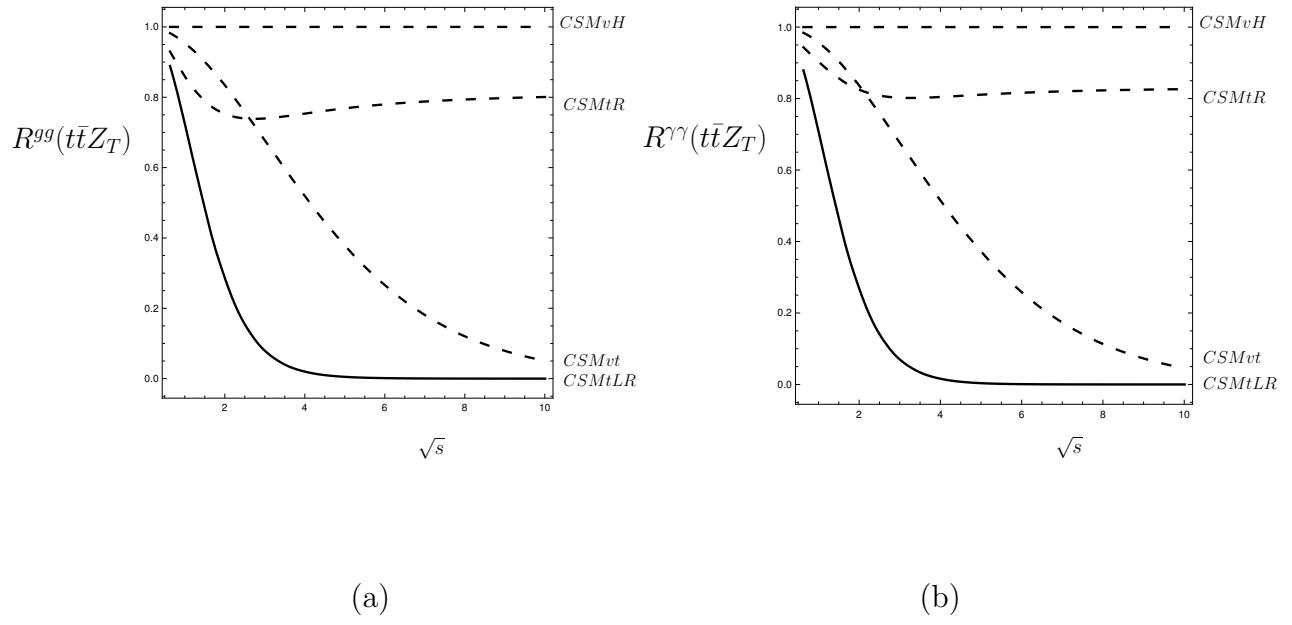 CSMvH
CSMtR
R^{gg}(t\bar{t}Z_T)
CSMvt
CSMtLR
1.0
0.8
0.6
0.4
0.2
0.0
2 4 6 8 10
√s
(a)
CSMvH
CSMtR
R^{γγ}(t\bar{t}Z_T)
CSMvt
CSMtLR
1.0
0.8
0.6
0.4
0.2
0.0
2 4 6 8 10
√s
(b)